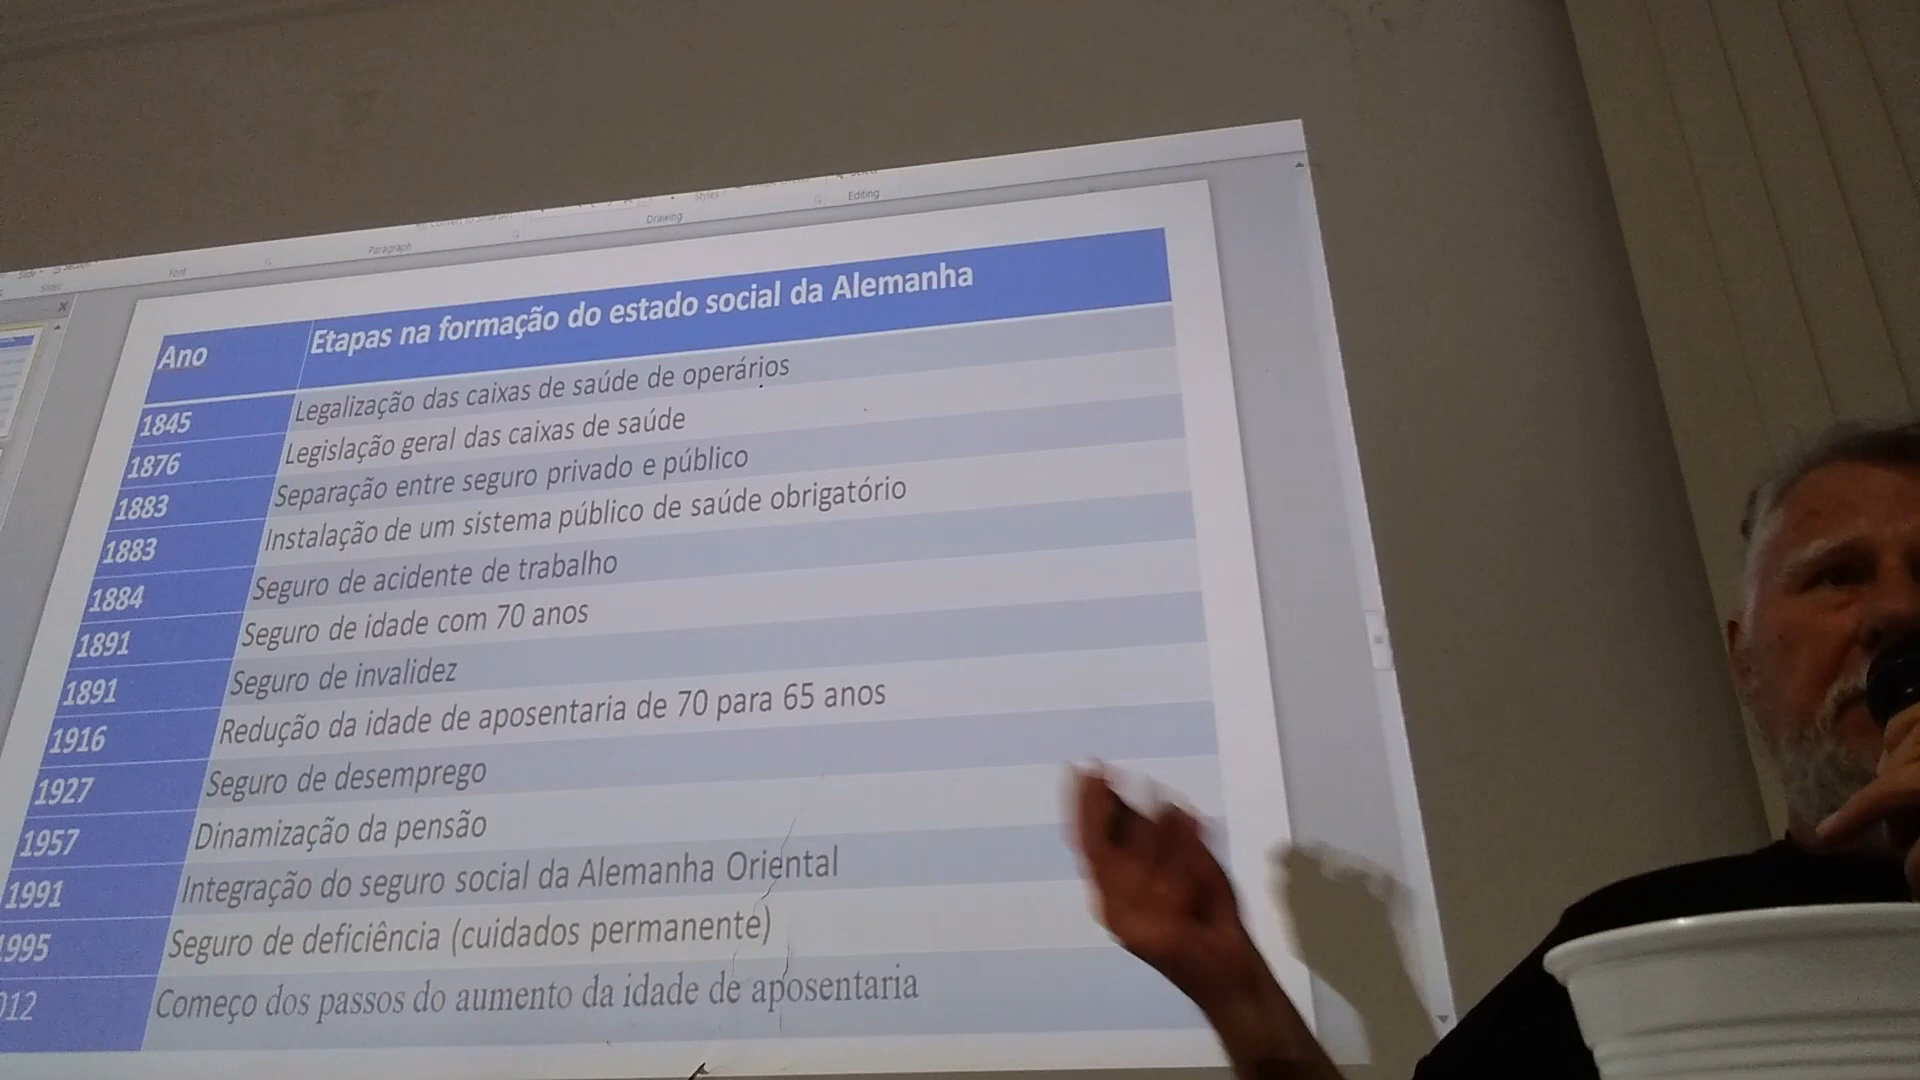 Editing
Drawing
Paragraph
Font
Slides
Ano Etapas na formação do estado social da Alemanha
1845 Legalização das caixas de saúde de operários
1876 Legislação geral das caixas de saúde
1883 Separação entre seguro privado e público
1883 Instalação de um sistema público de saúde obrigatório
1884 Seguro de acidente de trabalho
1891 Seguro de idade com 70 anos
1891 Seguro de invalidez
1916 Redução da idade de aposentaria de 70 para 65 anos
1927 Seguro de desemprego
1957 Dinamização da pensão
1991 Integração do seguro social da Alemanha Oriental
1995 Seguro de deficiência (cuidados permanente)
012 Começo dos passos do aumento da idade de aposentaria